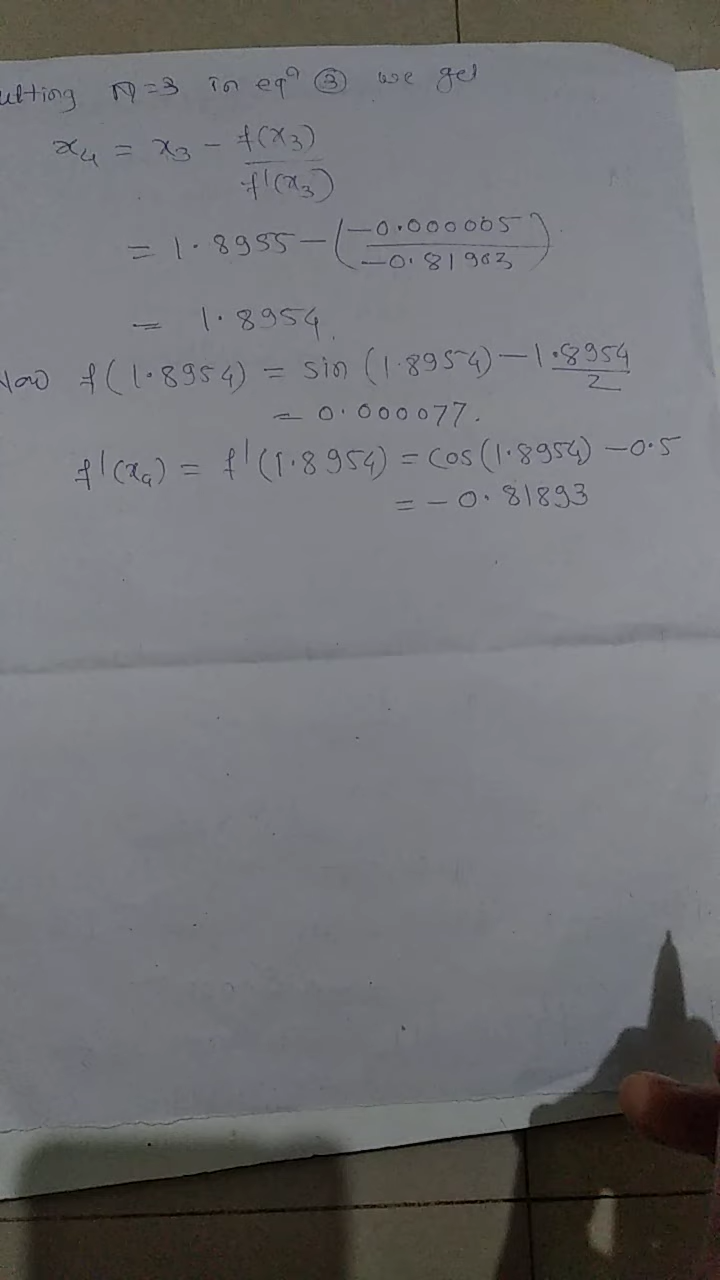 utting n=3 in eqn ③ we get
x₄ = x₃ - f(x₃)/f'(x₃)
= 1.8955 - (-0.000005/-0.81903)
= 1.8954.
Now f(1.8954) = sin(1.8954) - 1.8954/2
= 0.000077.
f'(x₄) = f'(1.8954) = cos(1.8954) - 0.5
= -0.81893